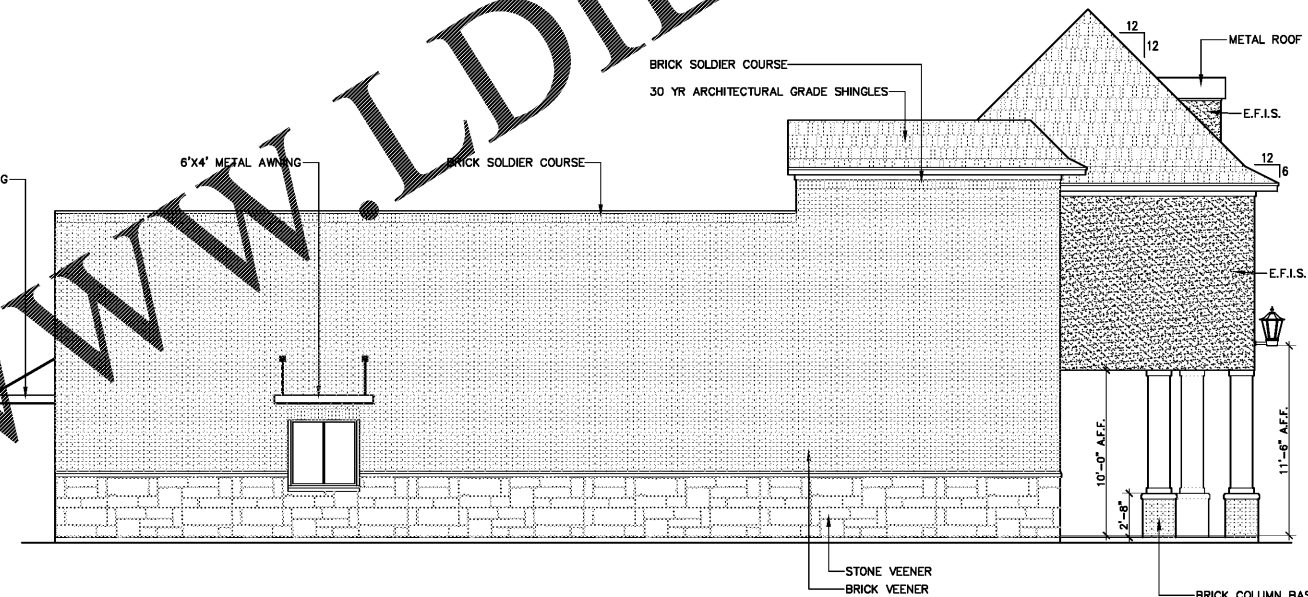 WWW.LDI
12
12
METAL ROOF
BRICK SOLDIER COURSE
30 YR ARCHITECTURAL GRADE SHINGLES
E.F.I.S.
6'X4' METAL AWNING
BRICK SOLDIER COURSE
12
6
G
E.F.I.S.
10'-0" A.F.F.
11'-6" A.F.F.
2'-8"
STONE VEENER
BRICK VEENER
BRICK COLUMN BAS